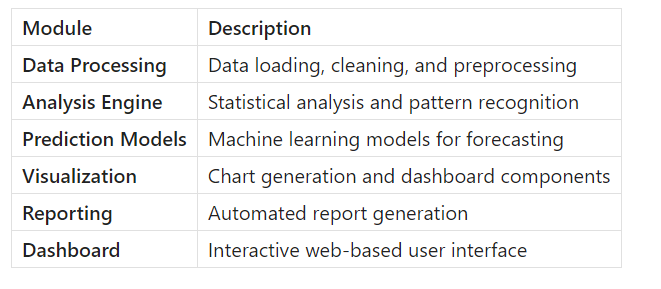 Module Description
Data Processing Data loading, cleaning, and preprocessing
Analysis Engine Statistical analysis and pattern recognition
Prediction Models Machine learning models for forecasting
Visualization Chart generation and dashboard components
Reporting Automated report generation
Dashboard Interactive web-based user interface